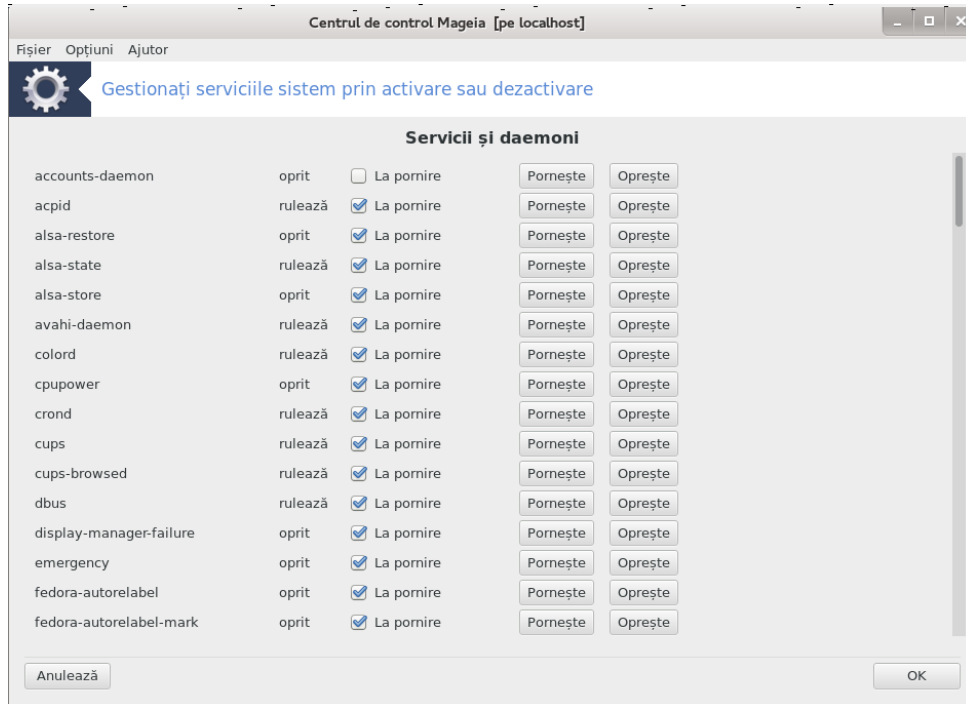 Centrul de control Mageia [pe localhost]
Fișier Opțiuni Ajutor
Gestionați serviciile sistem prin activare sau dezactivare
Servicii și daemoni
accounts-daemon oprit La pornire Pornește Oprește
acpid rulează La pornire Pornește Oprește
alsa-restore oprit La pornire Pornește Oprește
alsa-state rulează La pornire Pornește Oprește
alsa-store oprit La pornire Pornește Oprește
avahi-daemon rulează La pornire Pornește Oprește
colord rulează La pornire Pornește Oprește
cpupower oprit La pornire Pornește Oprește
crond rulează La pornire Pornește Oprește
cups rulează La pornire Pornește Oprește
cups-browsed rulează La pornire Pornește Oprește
dbus rulează La pornire Pornește Oprește
display-manager-failure oprit La pornire Pornește Oprește
emergency oprit La pornire Pornește Oprește
fedora-autorelabel oprit La pornire Pornește Oprește
fedora-autorelabel-mark oprit La pornire Pornește Oprește
Anulează OK